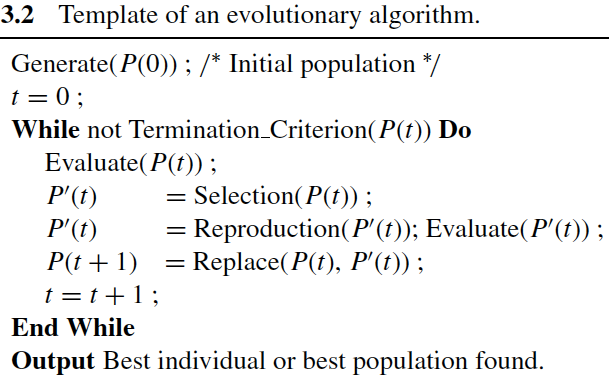 3.2 Template of an evolutionary algorithm.
Generate(P(0)) ; /* Initial population */
t = 0 ;
While not Termination_Criterion(P(t)) Do
Evaluate(P(t)) ;
P′(t) = Selection(P(t)) ;
P′(t) = Reproduction(P′(t)); Evaluate(P′(t)) ;
P(t + 1) = Replace(P(t), P′(t)) ;
t = t + 1 ;
End While
Output Best individual or best population found.